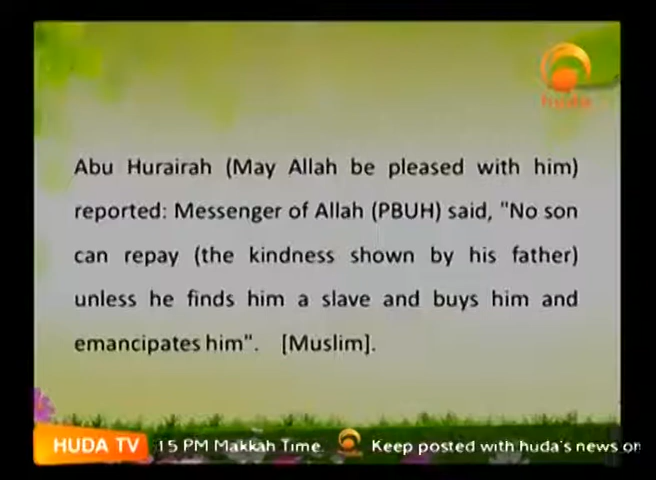 huda
Abu Hurairah (May Allah be pleased with him)
reported: Messenger of Allah (PBUH) said, "No son
can repay (the kindness shown by his father)
unless he finds him a slave and buys him and
emancipates him". [Muslim].
HUDA TV 15 PM Makkah Time. Keep posted with huda's news on